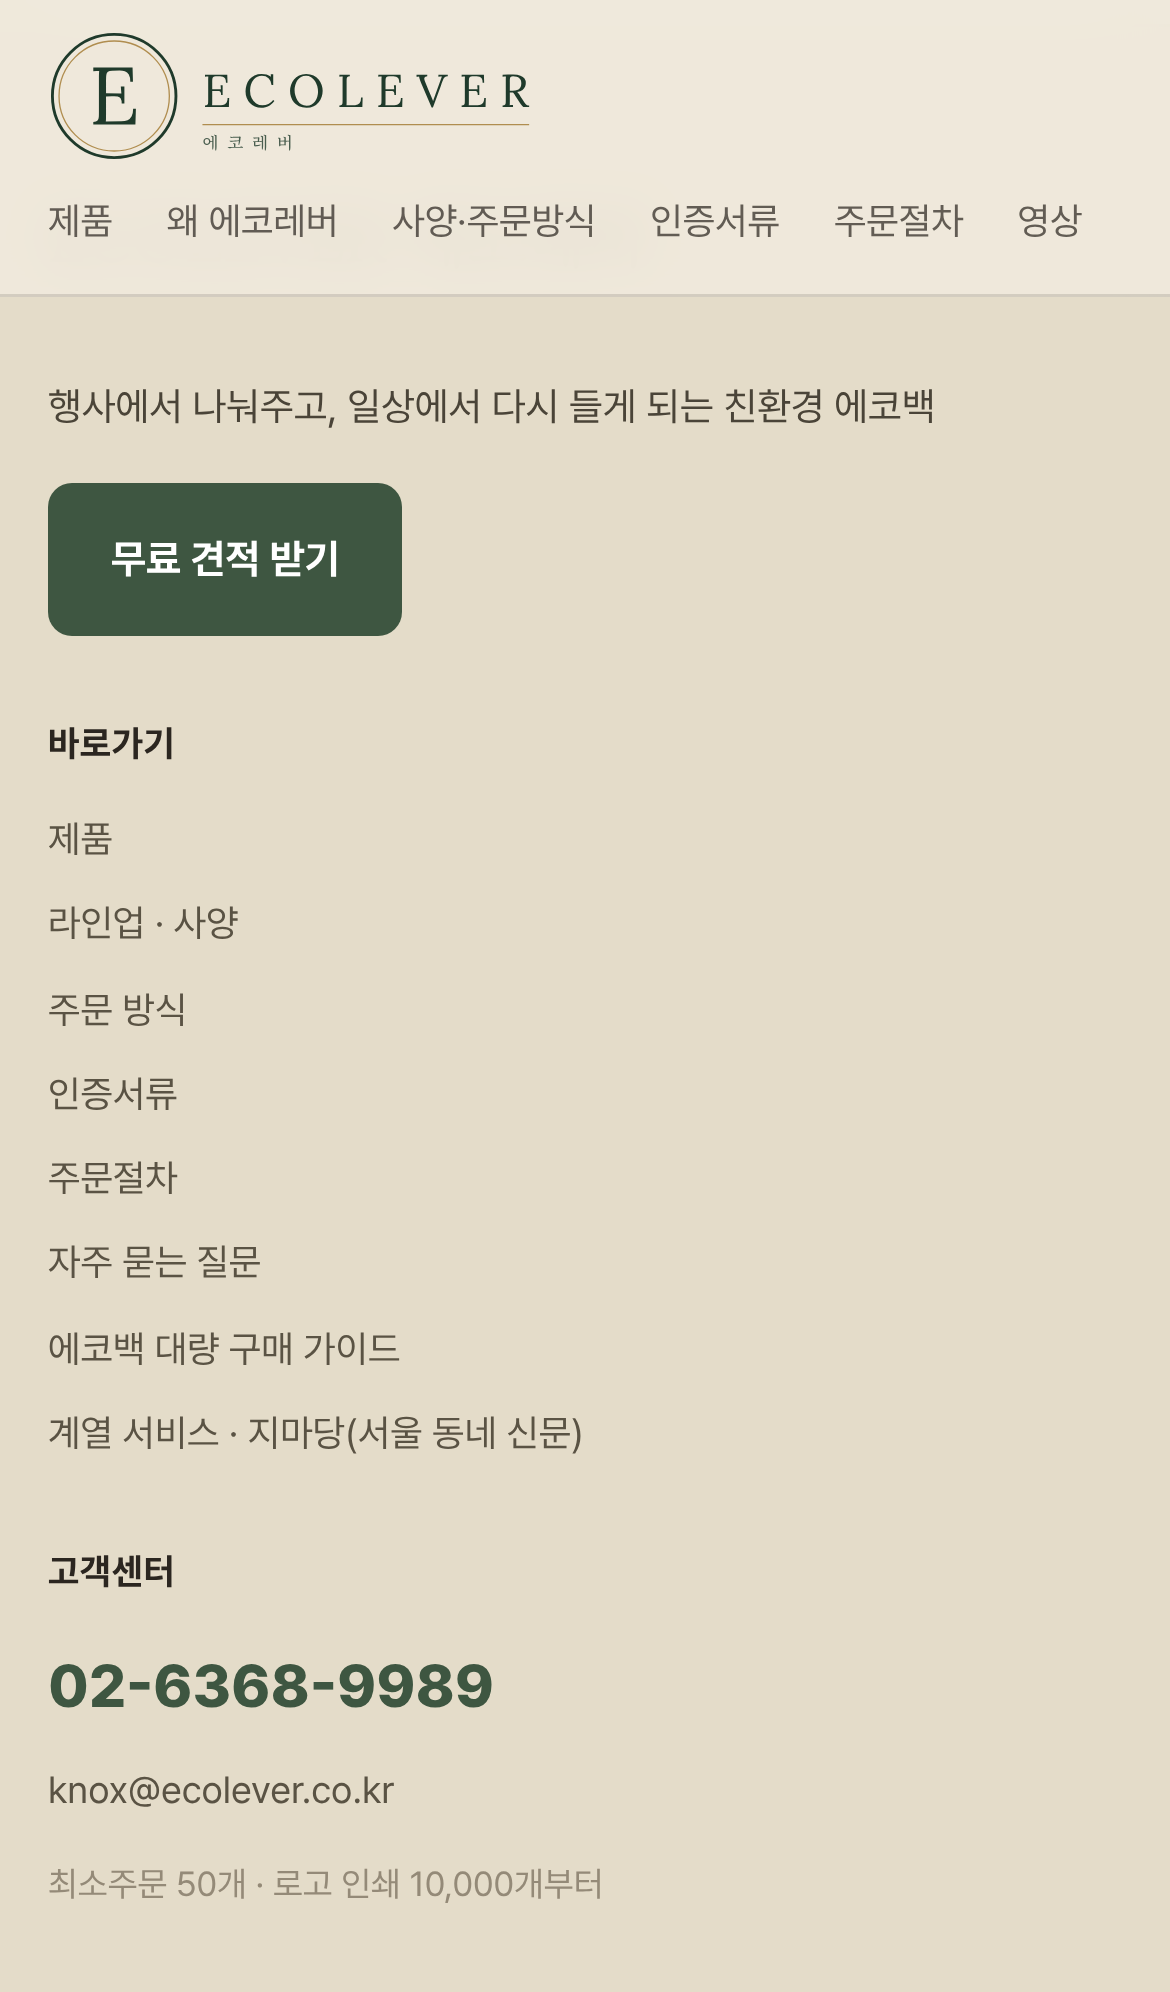 E
ECOLEVER
에코레버
제품 왜 에코레버 사양·주문방식 인증서류 주문절차 영상
행사에서 나눠주고, 일상에서 다시 들게 되는 친환경 에코백
무료 견적 받기
바로가기
제품
라인업 · 사양
주문 방식
인증서류
주문절차
자주 묻는 질문
에코백 대량 구매 가이드
계열 서비스 · 지마당(서울 동네 신문)
고객센터
02-6368-9989
knox@ecolever.co.kr
최소주문 50개 · 로고 인쇄 10,000개부터